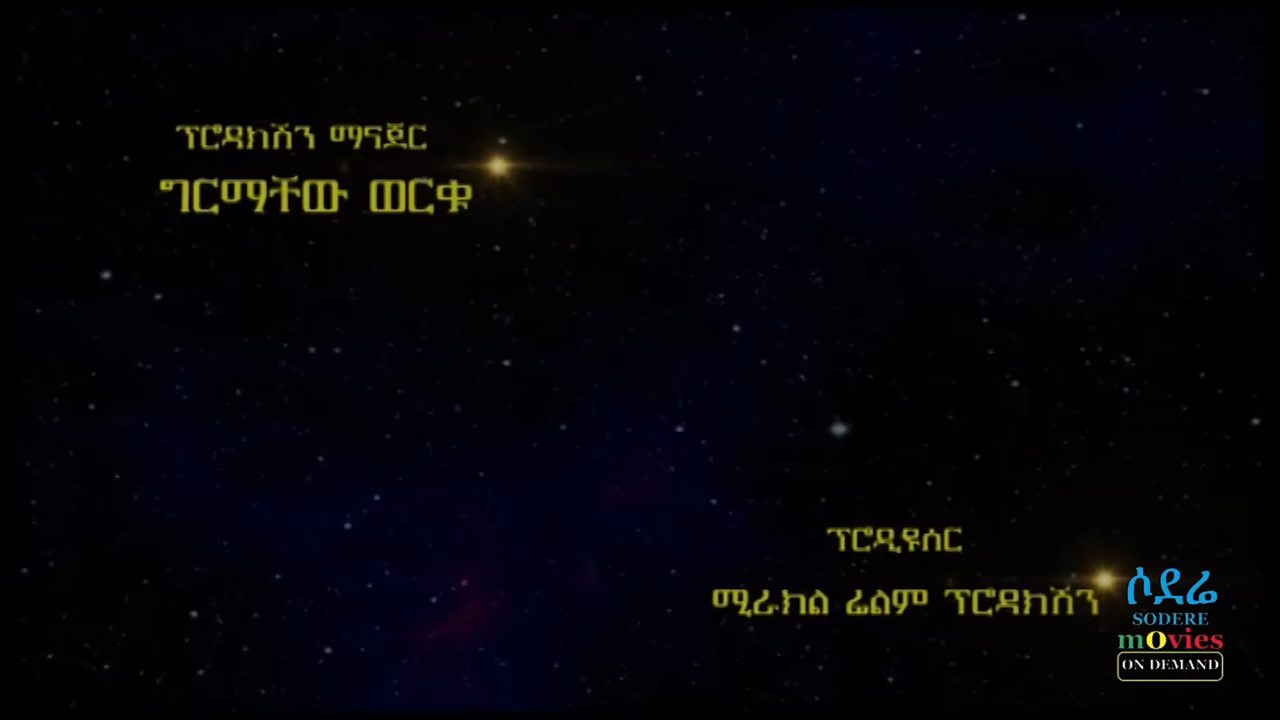 ፕሮዳክሽን ማናጀር
ግርማቸው ወርቁ
ፕሮዲዩሰር
ሚራክል ፊልም ፕሮዳክሽን
ሶደሬ
SODERE
mOvies
ON DEMAND